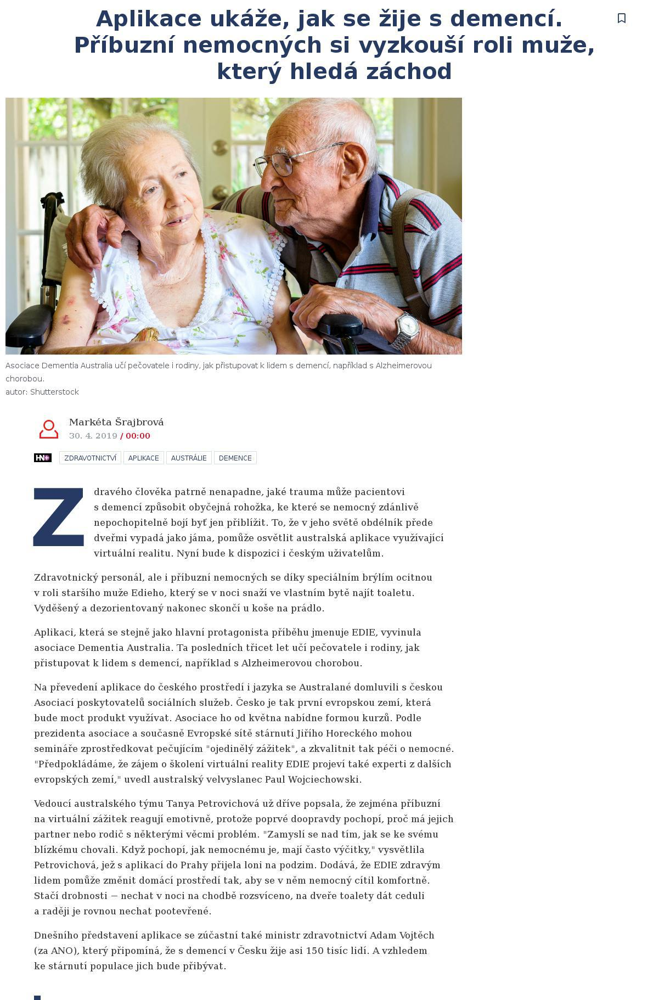 Aplikace ukáže, jak se žije s demencí.
Příbuzní nemocných si vyzkouší roli muže,
který hledá záchod
Asociace Dementia Australia učí pečovatele i rodiny, jak přistupovat k lidem s demencí, například s Alzheimerovou
chorobou.
autor: Shutterstock
Markéta Šrajbrová
30. 4. 2019 / 00:00
HN+ ZDRAVOTNICTVÍ APLIKACE AUSTRÁLIE DEMENCE
Zdravého člověka patrně nenapadne, jaké trauma může pacientovi
s demencí způsobit obyčejná rohožka, ke které se nemocný zdánlivě
nepochopitelně bojí byť jen přiblížit. To, že v jeho světě obdélník přede
dveřmi vypadá jako jáma, pomůže osvětlit australská aplikace využívající
virtuální realitu. Nyní bude k dispozici i českým uživatelům.
Zdravotnický personál, ale i příbuzní nemocných se díky speciálním brýlím ocitnou
v roli staršího muže Edieho, který se v noci snaží ve vlastním bytě najít toaletu.
Vyděšený a dezorientovaný nakonec skončí u koše na prádlo.
Aplikaci, která se stejně jako hlavní protagonista příběhu jmenuje EDIE, vyvinula
asociace Dementia Australia. Ta posledních třicet let učí pečovatele i rodiny, jak
přistupovat k lidem s demencí, například s Alzheimerovou chorobou.
Na převedení aplikace do českého prostředí i jazyka se Australané domluvili s českou
Asociací poskytovatelů sociálních služeb. Česko je tak první evropskou zemí, která
bude moct produkt využívat. Asociace ho od května nabídne formou kurzů. Podle
prezidenta asociace a současně Evropské sítě stárnutí Jiřího Horeckého mohou
semináře zprostředkovat pečujícím "ojedinělý zážitek", a zkvalitnit tak péči o nemocné.
"Předpokládáme, že zájem o školení virtuální reality EDIE projeví také experti z dalších
evropských zemí," uvedl australský velvyslanec Paul Wojciechowski.
Vedoucí australského týmu Tanya Petrovichová už dříve popsala, že zejména příbuzní
na virtuální zážitek reagují emotivně, protože poprvé doopravdy pochopí, proč má jejich
partner nebo rodič s některými věcmi problém. "Zamyslí se nad tím, jak se ke svému
blízkému chovali. Když pochopí, jak nemocnému je, mají často výčitky," vysvětlila
Petrovichová, jež s aplikací do Prahy přijela loni na podzim. Dodává, že EDIE zdravým
lidem pomůže změnit domácí prostředí tak, aby se v něm nemocný cítil komfortně.
Stačí drobnosti – nechat v noci na chodbě rozsvíceno, na dveře toalety dát ceduli
a raději je rovnou nechat pootevřené.
Dnešního představení aplikace se zúčastní také ministr zdravotnictví Adam Vojtěch
(za ANO), který připomíná, že s demencí v Česku žije asi 150 tisíc lidí. A vzhledem
ke stárnutí populace jich bude přibývat.